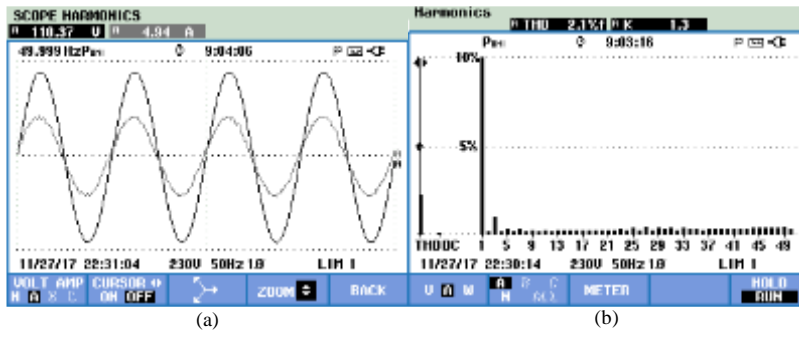 SCOPE HARMONICS
110.37 V 4.94 A
49.999 Hz 9:04:06
11/27/17 22:31:04 230V 50Hz 1Ø LIM 1
VOLT AMP CURSOR
N A B C ON OFF ZOOM BACK
(a)
Harmonics
THD 2.1%f K 1.3
9:03:16
10%
5%
THDDC 1 5 9 13 17 21 25 29 33 37 41 45 49
11/27/17 22:30:14 230V 50Hz 1Ø LIM 1
V A W A B C N ALL METER HOLD RUN
(b)